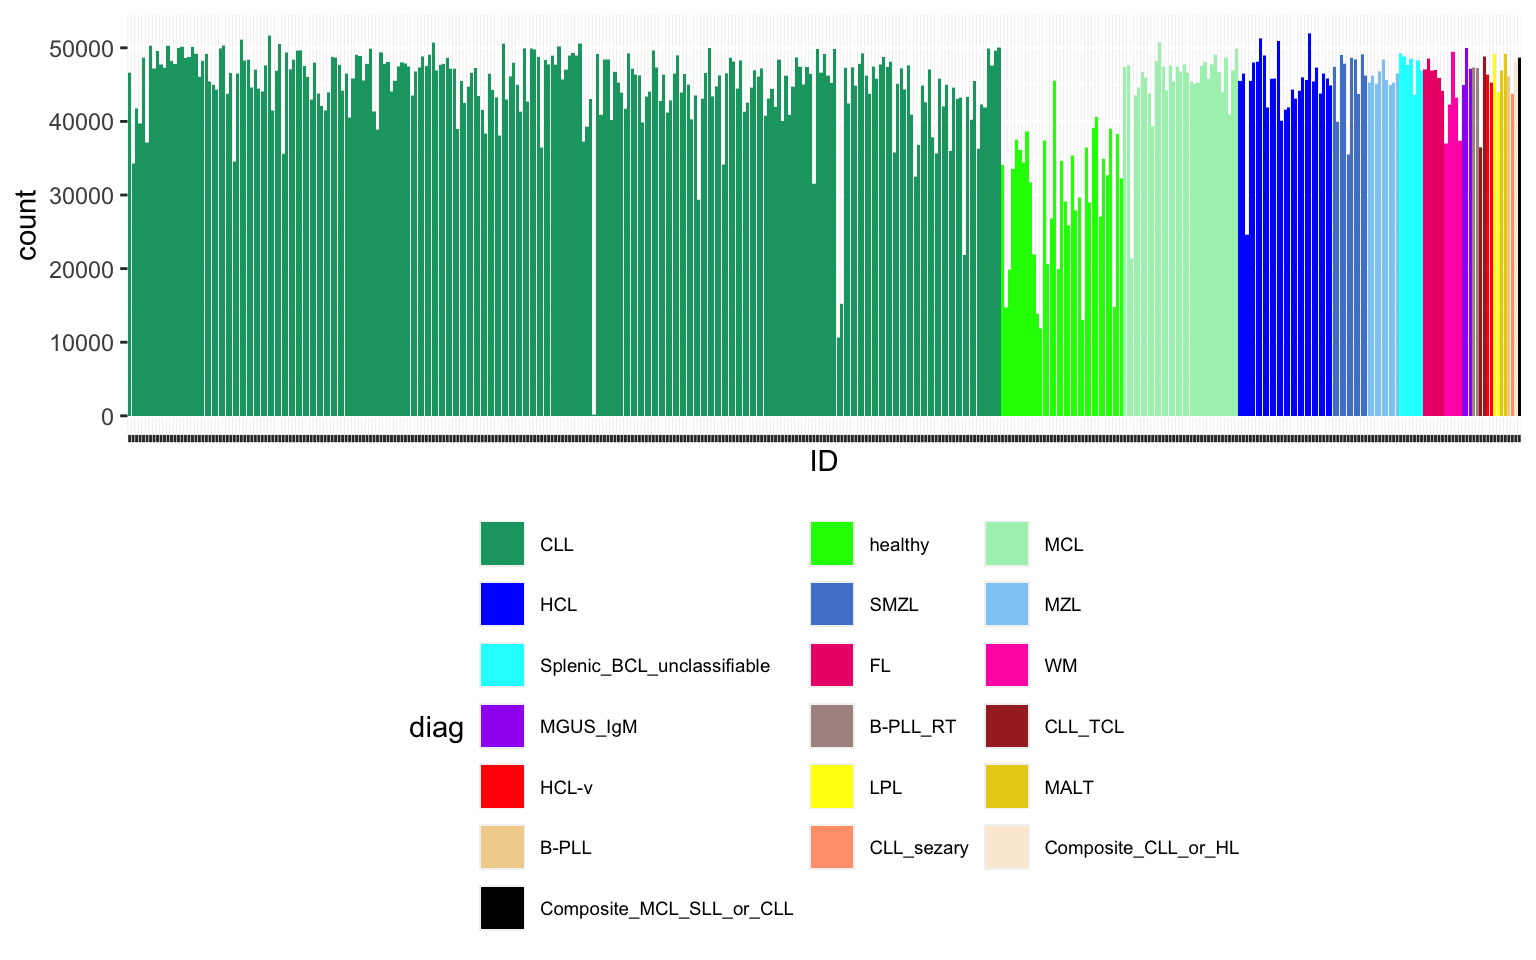 50000
40000
30000
20000
10000
0
count
ID
diag
CLL
healthy
MCL
HCL
SMZL
MZL
Splenic_BCL_unclassifiable
FL
WM
MGUS_IgM
B-PLL_RT
CLL_TCL
HCL-v
LPL
MALT
B-PLL
CLL_sezary
Composite_CLL_or_HL
Composite_MCL_SLL_or_CLL